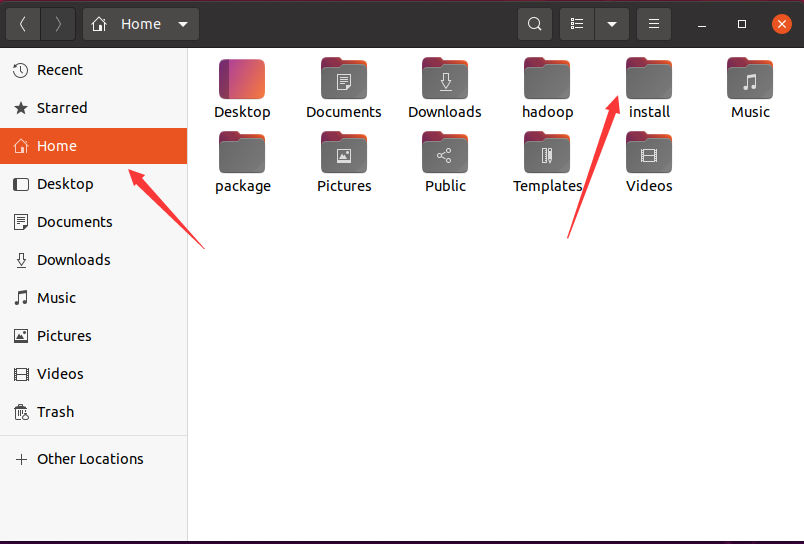 Home
Recent
Starred
Home
Desktop
Documents
Downloads
Music
Pictures
Videos
Trash
Other Locations
Desktop Documents Downloads hadoop install Music
package Pictures Public Templates Videos